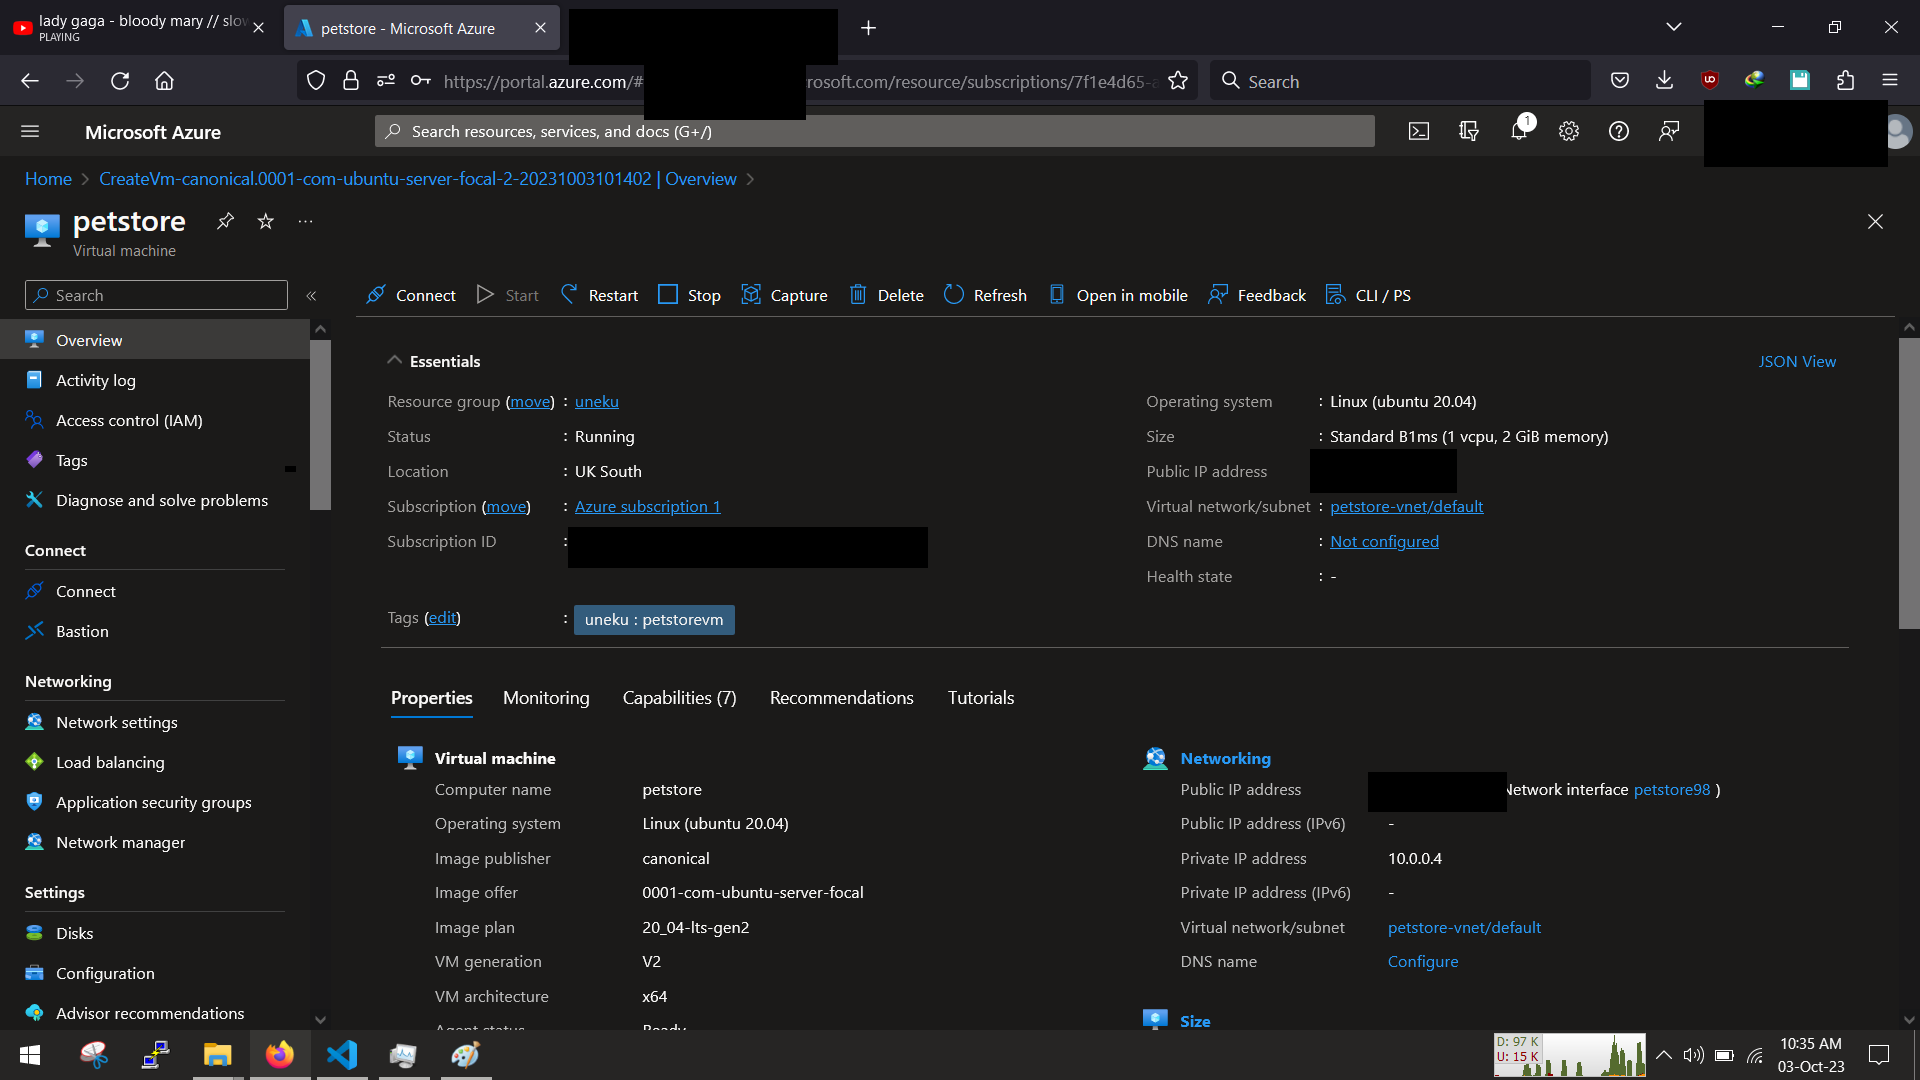 lady gaga - bloody mary // slow
PLAYING
petstore - Microsoft Azure
https://portal.azure.com/#
rosoft.com/resource/subscriptions/7f1e4d65-a
Search
Microsoft Azure
Search resources, services, and docs (G+/)
1
Home
CreateVm-canonical.0001-com-ubuntu-server-focal-2-20231003101402 | Overview
petstore
Virtual machine
Search
Overview
Activity log
Access control (IAM)
Tags
Diagnose and solve problems
Connect
Connect
Bastion
Networking
Network settings
Load balancing
Application security groups
Network manager
Settings
Disks
Configuration
Advisor recommendations
Connect
Start
Restart
Stop
Capture
Delete
Refresh
Open in mobile
Feedback
CLI / PS
Essentials
JSON View
Resource group (move) : uneku
Status : Running
Location : UK South
Subscription (move) : Azure subscription 1
Subscription ID :
Tags (edit) : uneku : petstorevm
Operating system : Linux (ubuntu 20.04)
Size : Standard B1ms (1 vcpu, 2 GiB memory)
Public IP address
Virtual network/subnet : petstore-vnet/default
DNS name : Not configured
Health state : -
Properties
Monitoring
Capabilities (7)
Recommendations
Tutorials
Virtual machine
Computer name petstore
Operating system Linux (ubuntu 20.04)
Image publisher canonical
Image offer 0001-com-ubuntu-server-focal
Image plan 20_04-lts-gen2
VM generation V2
VM architecture x64
Agent status Ready
Networking
Public IP address Network interface petstore98 )
Public IP address (IPv6) -
Private IP address 10.0.0.4
Private IP address (IPv6) -
Virtual network/subnet petstore-vnet/default
DNS name Configure
Size
D: 97 K
U: 15 K
10:35 AM
03-Oct-23